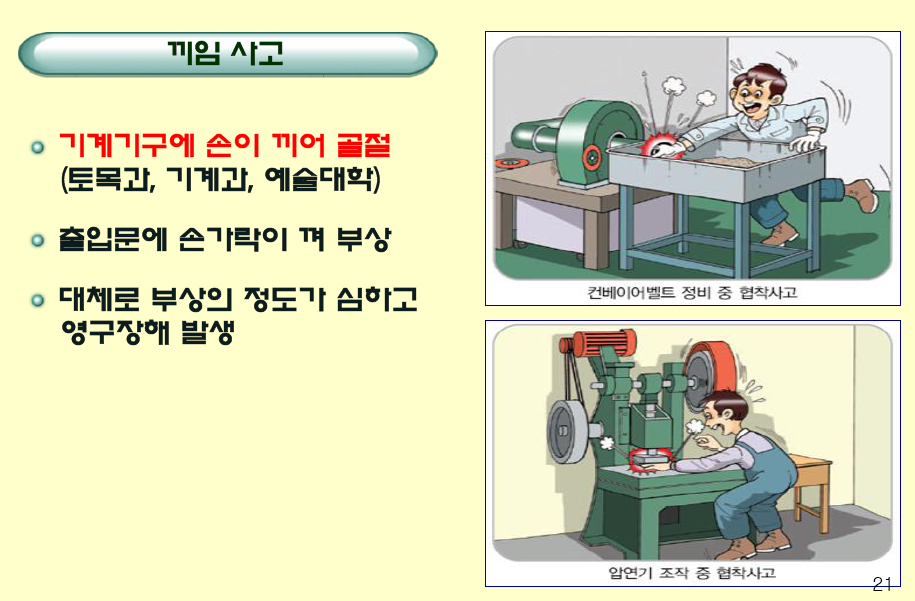 끼임 사고
기계기구에 손이 끼어 골절
(토목과, 기계과, 예술대학)
출입문에 손가락이 껴 부상
대체로 부상의 정도가 심하고
영구장해 발생
컨베이어벨트 정비 중 협착사고
압연기 조작 중 협착사고
21